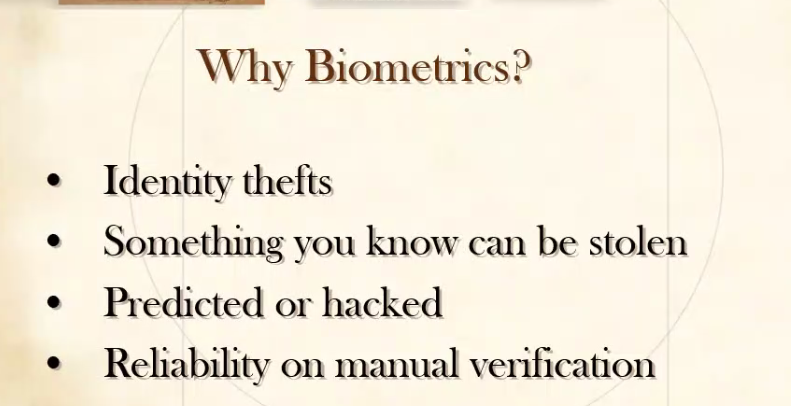 Why Biometrics?
• Identity thefts
• Something you know can be stolen
• Predicted or hacked
• Reliability on manual verification